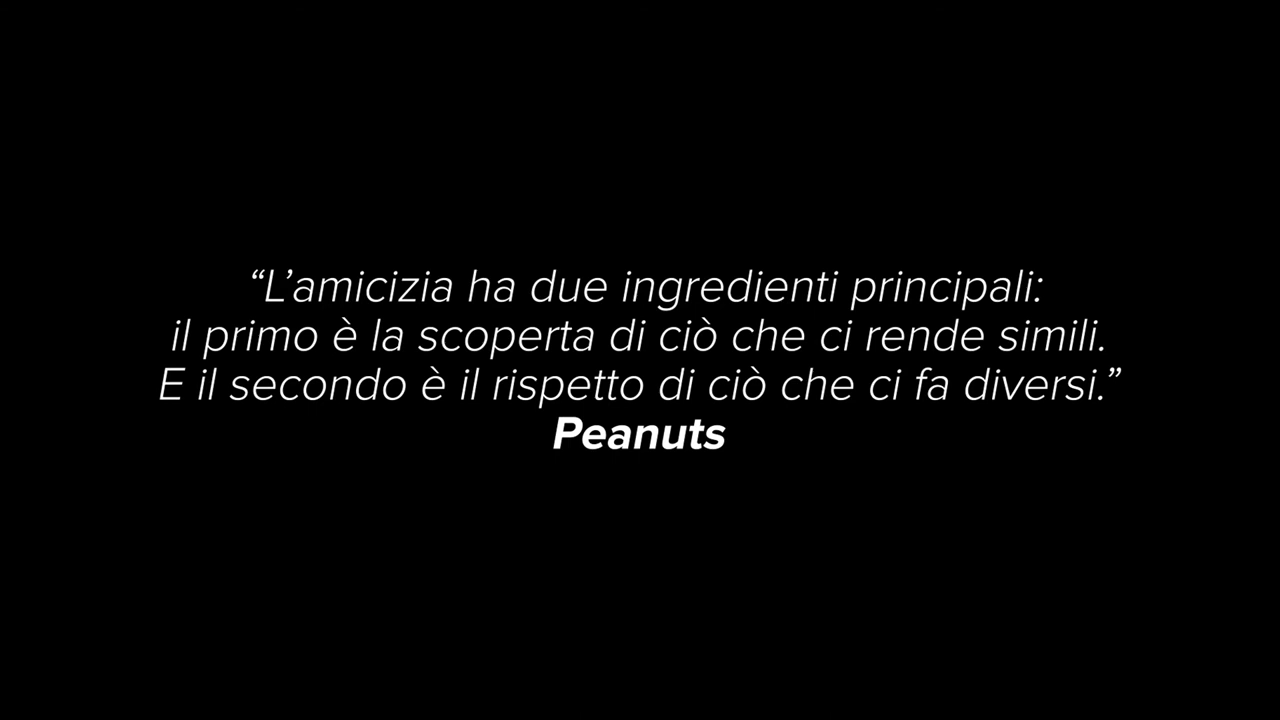 “L’amicizia ha due ingredienti principali:
il primo è la scoperta di ciò che ci rende simili.
E il secondo è il rispetto di ciò che ci fa diversi.”
Peanuts